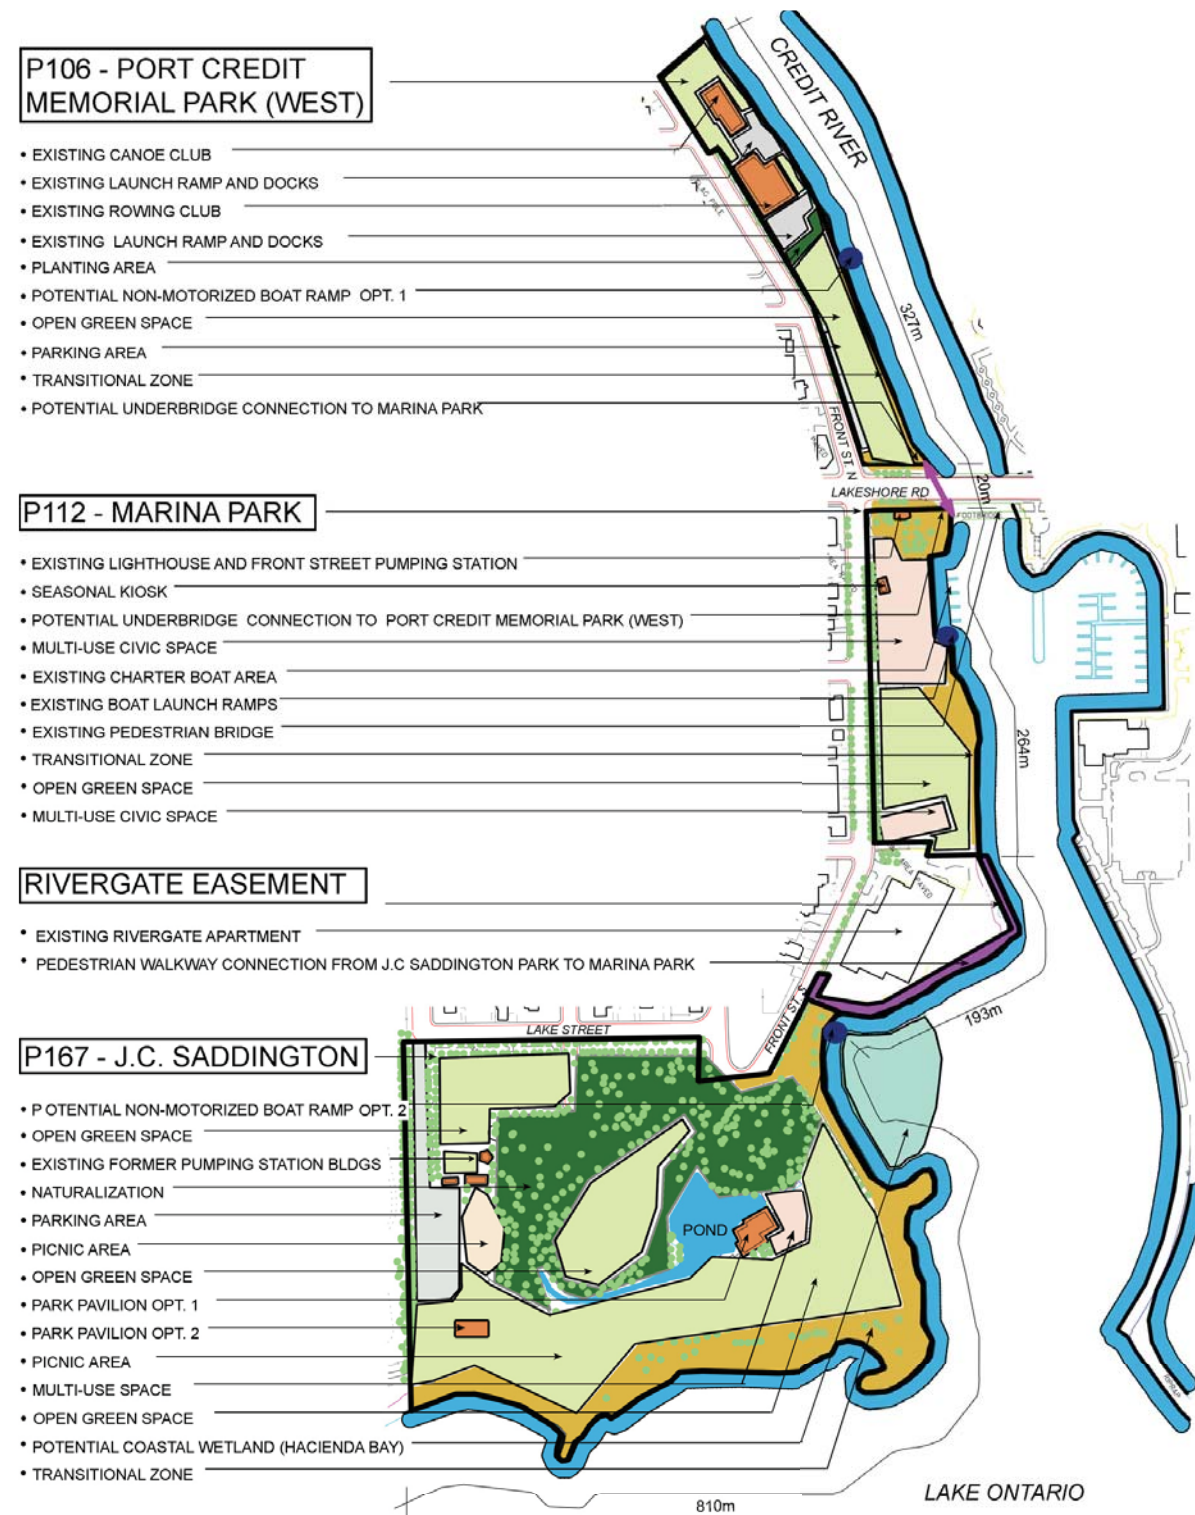 P106 - PORT CREDIT
MEMORIAL PARK (WEST)
• EXISTING CANOE CLUB
• EXISTING LAUNCH RAMP AND DOCKS
• EXISTING ROWING CLUB
• EXISTING LAUNCH RAMP AND DOCKS
• PLANTING AREA
• POTENTIAL NON-MOTORIZED BOAT RAMP OPT. 1
• OPEN GREEN SPACE
• PARKING AREA
• TRANSITIONAL ZONE
• POTENTIAL UNDERBRIDGE CONNECTION TO MARINA PARK
CREDIT RIVER
327m
FRONT ST. N
LAKESHORE RD
20m
P112 - MARINA PARK
• EXISTING LIGHTHOUSE AND FRONT STREET PUMPING STATION
• SEASONAL KIOSK
• POTENTIAL UNDERBRIDGE CONNECTION TO PORT CREDIT MEMORIAL PARK (WEST)
• MULTI-USE CIVIC SPACE
• EXISTING CHARTER BOAT AREA
• EXISTING BOAT LAUNCH RAMPS
• EXISTING PEDESTRIAN BRIDGE
• TRANSITIONAL ZONE
• OPEN GREEN SPACE
• MULTI-USE CIVIC SPACE
264m
RIVERGATE EASEMENT
• EXISTING RIVERGATE APARTMENT
• PEDESTRIAN WALKWAY CONNECTION FROM J.C SADDINGTON PARK TO MARINA PARK
193m
FRONT ST. S
LAKE STREET
P167 - J.C. SADDINGTON
• P OTENTIAL NON-MOTORIZED BOAT RAMP OPT. 2
• OPEN GREEN SPACE
• EXISTING FORMER PUMPING STATION BLDGS
• NATURALIZATION
• PARKING AREA
• PICNIC AREA
• OPEN GREEN SPACE
• PARK PAVILION OPT. 1
• PARK PAVILION OPT. 2
• PICNIC AREA
• MULTI-USE SPACE
• OPEN GREEN SPACE
• POTENTIAL COASTAL WETLAND (HACIENDA BAY)
• TRANSITIONAL ZONE
POND
LAKE ONTARIO
810m